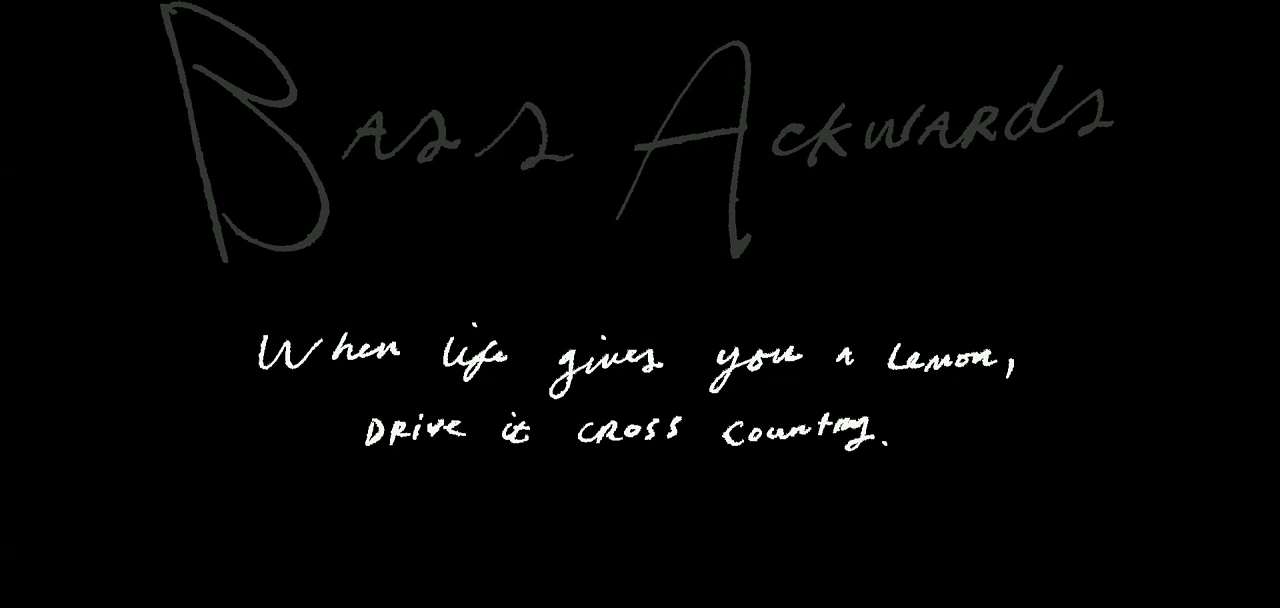 Bass Ackwards
When life gives you a lemon,
Drive it cross country.